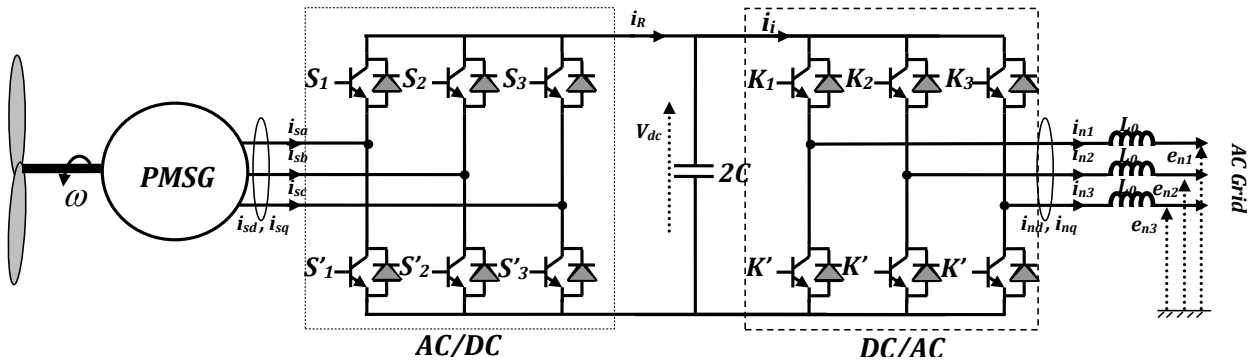 i_R
i_i
S_1
S_2
S_3
K_1
K_2
K_3
i_sa
i_sb
i_sc
V_dc
i_n1
i_n2
i_n3
L_0
L_0
L_0
e_n1
e_n2
e_n3
PMSG
2C
AC Grid
ω
i_sd, i_sq
i_nd, i_nq
S'_1
S'_2
S'_3
K'
K'
K'
AC/DC
DC/AC